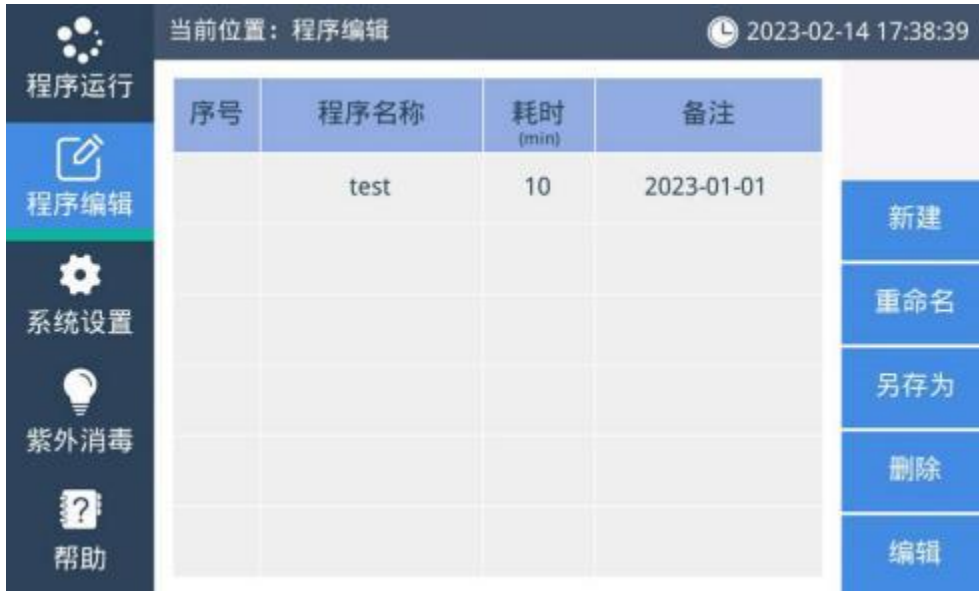 当前位置：程序编辑
2023-02-14 17:38:39
程序运行
程序编辑
系统设置
紫外消毒
?
帮助
序号 程序名称 耗时 (min) 备注
test 10 2023-01-01
新建
重命名
另存为
删除
编辑